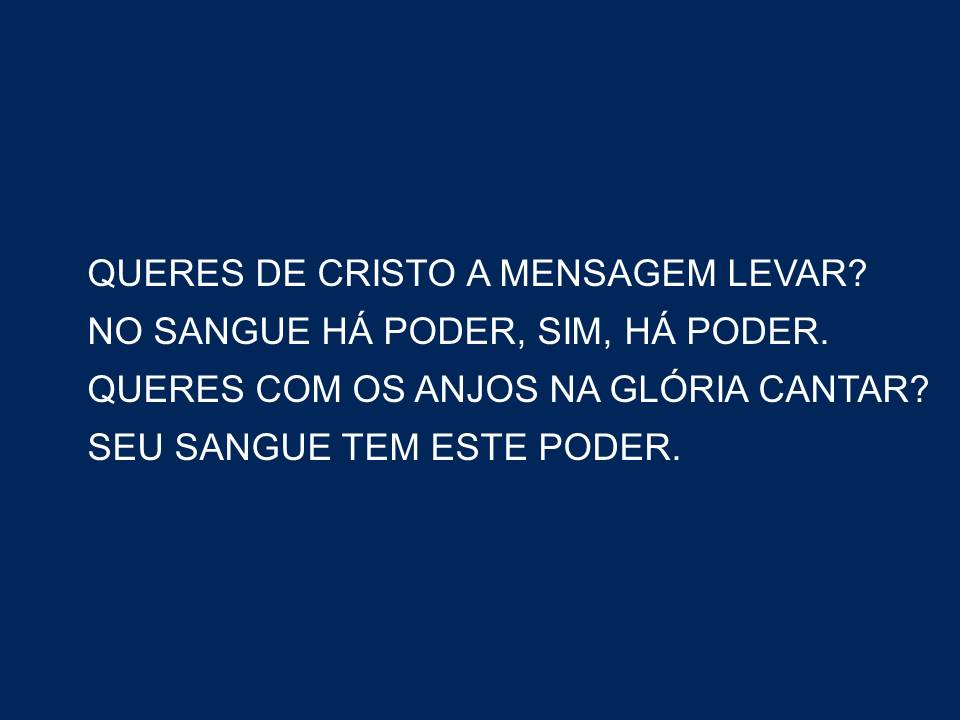 QUERES DE CRISTO A MENSAGEM LEVAR?
NO SANGUE HÁ PODER, SIM, HÁ PODER.
QUERES COM OS ANJOS NA GLÓRIA CANTAR?
SEU SANGUE TEM ESTE PODER.